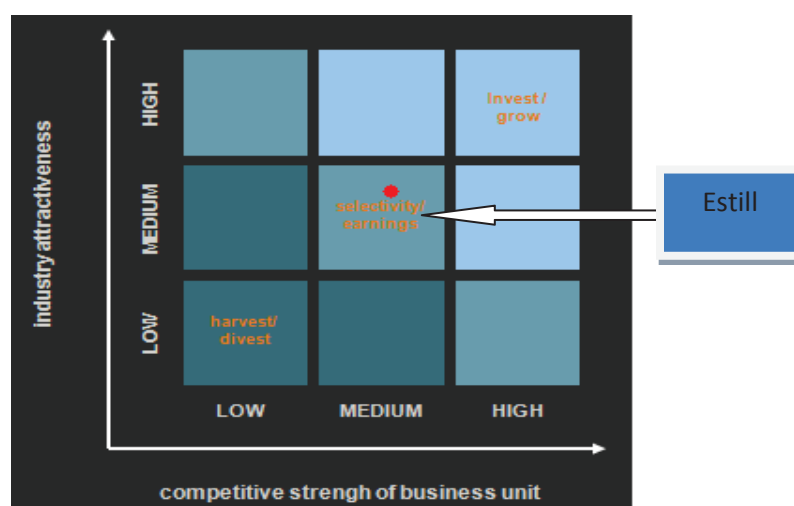 industry attractiveness
HIGH
MEDIUM
LOW
Invest/
grow
selectivity/
earnings
harvest/
divest
Estill
LOW
MEDIUM
HIGH
competitive strengh of business unit